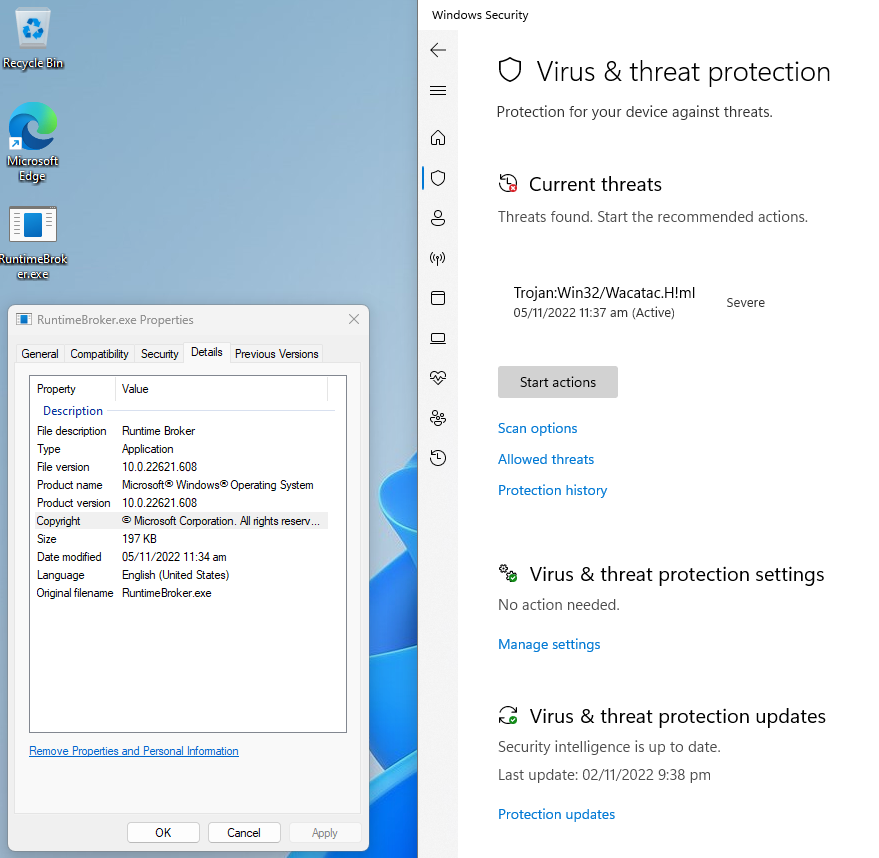 Recycle Bin
Microsoft
Edge
RuntimeBrok
er.exe
RuntimeBroker.exe Properties
General Compatibility Security Details Previous Versions
Property Value
Description
File description Runtime Broker
Type Application
File version 10.0.22621.608
Product name Microsoft® Windows® Operating System
Product version 10.0.22621.608
Copyright © Microsoft Corporation. All rights reserv...
Size 197 KB
Date modified 05/11/2022 11:34 am
Language English (United States)
Original filename RuntimeBroker.exe
Remove Properties and Personal Information
OK Cancel Apply
Windows Security
Virus & threat protection
Protection for your device against threats.
Current threats
Threats found. Start the recommended actions.
Trojan:Win32/Wacatac.H!ml
Severe
05/11/2022 11:37 am (Active)
Start actions
Scan options
Allowed threats
Protection history
Virus & threat protection settings
No action needed.
Manage settings
Virus & threat protection updates
Security intelligence is up to date.
Last update: 02/11/2022 9:38 pm
Protection updates